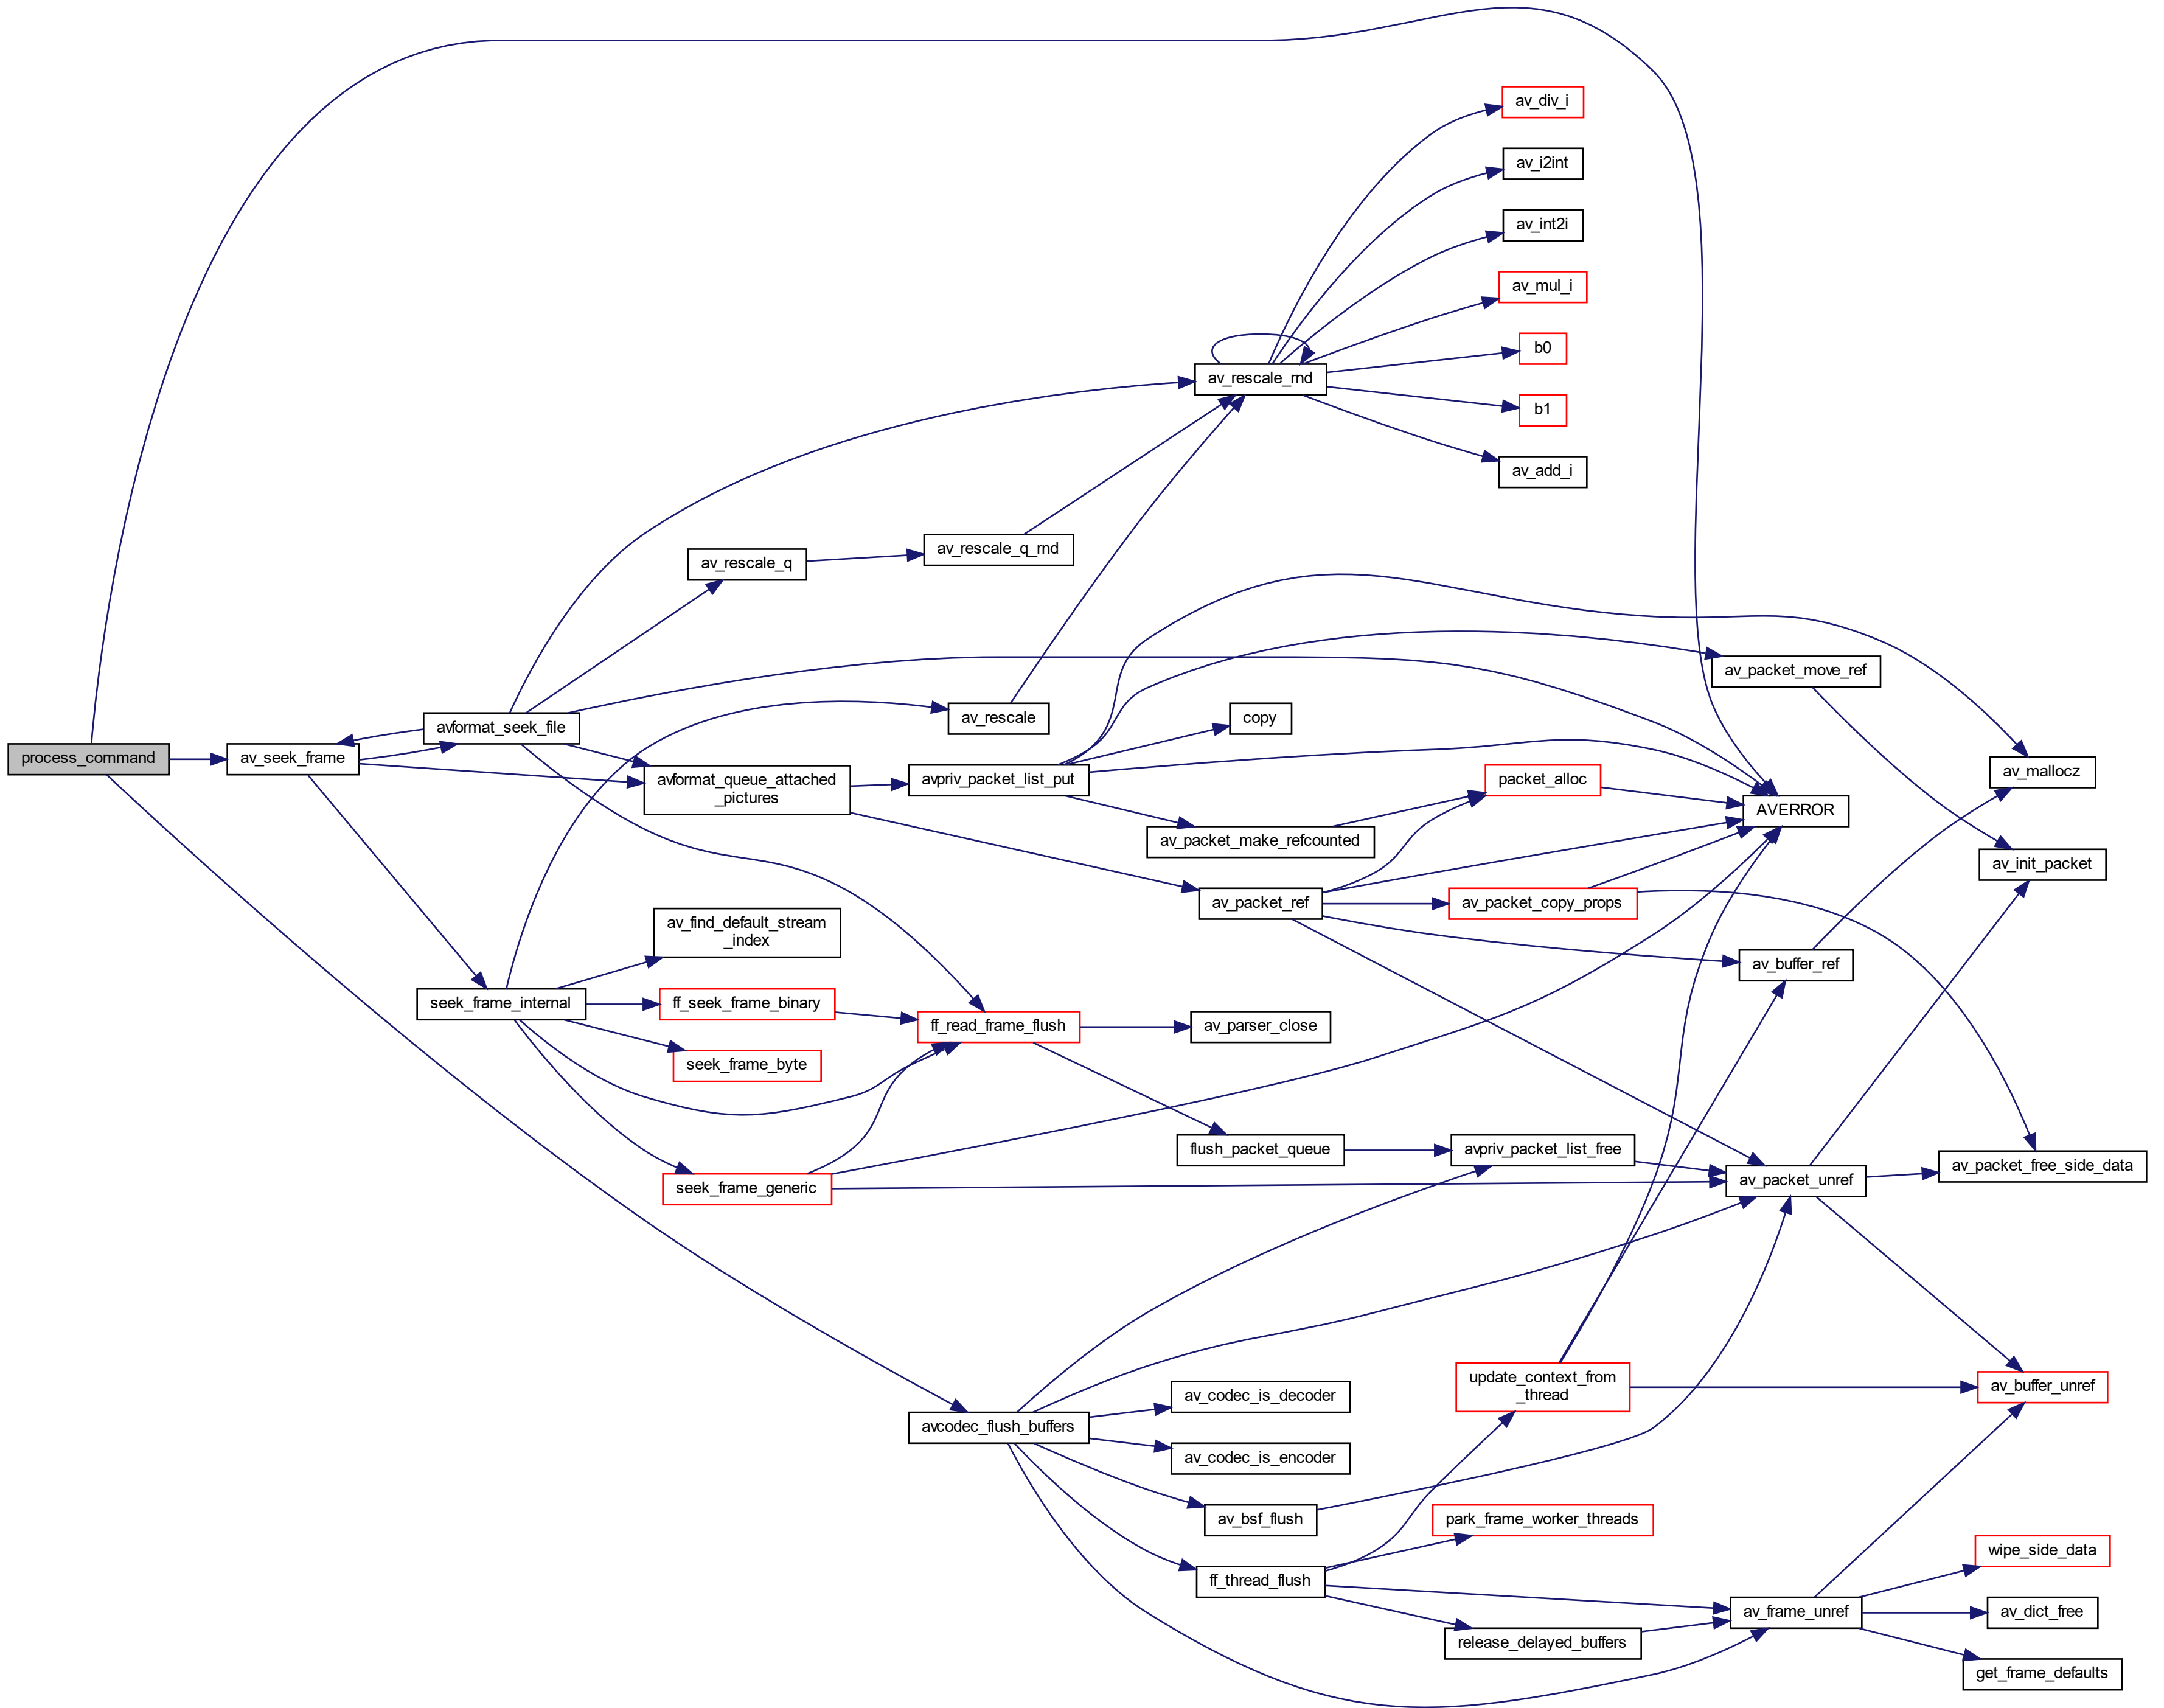 process_command
av_seek_frame
avformat_seek_file
seek_frame_internal
av_rescale_q
avformat_queue_attached
_pictures
av_find_default_stream
_index
ff_seek_frame_binary
seek_frame_byte
seek_frame_generic
av_rescale_q_rnd
av_rescale
avpriv_packet_list_put
ff_read_frame_flush
avcodec_flush_buffers
av_rescale_rnd
copy
av_packet_make_refcounted
av_packet_ref
av_parser_close
flush_packet_queue
av_codec_is_decoder
av_codec_is_encoder
av_bsf_flush
ff_thread_flush
av_div_i
av_i2int
av_int2i
av_mul_i
b0
b1
av_add_i
packet_alloc
av_packet_copy_props
avpriv_packet_list_free
update_context_from
_thread
park_frame_worker_threads
release_delayed_buffers
av_packet_move_ref
AVERROR
av_buffer_ref
av_packet_unref
av_frame_unref
av_mallocz
av_init_packet
av_packet_free_side_data
av_buffer_unref
wipe_side_data
av_dict_free
get_frame_defaults